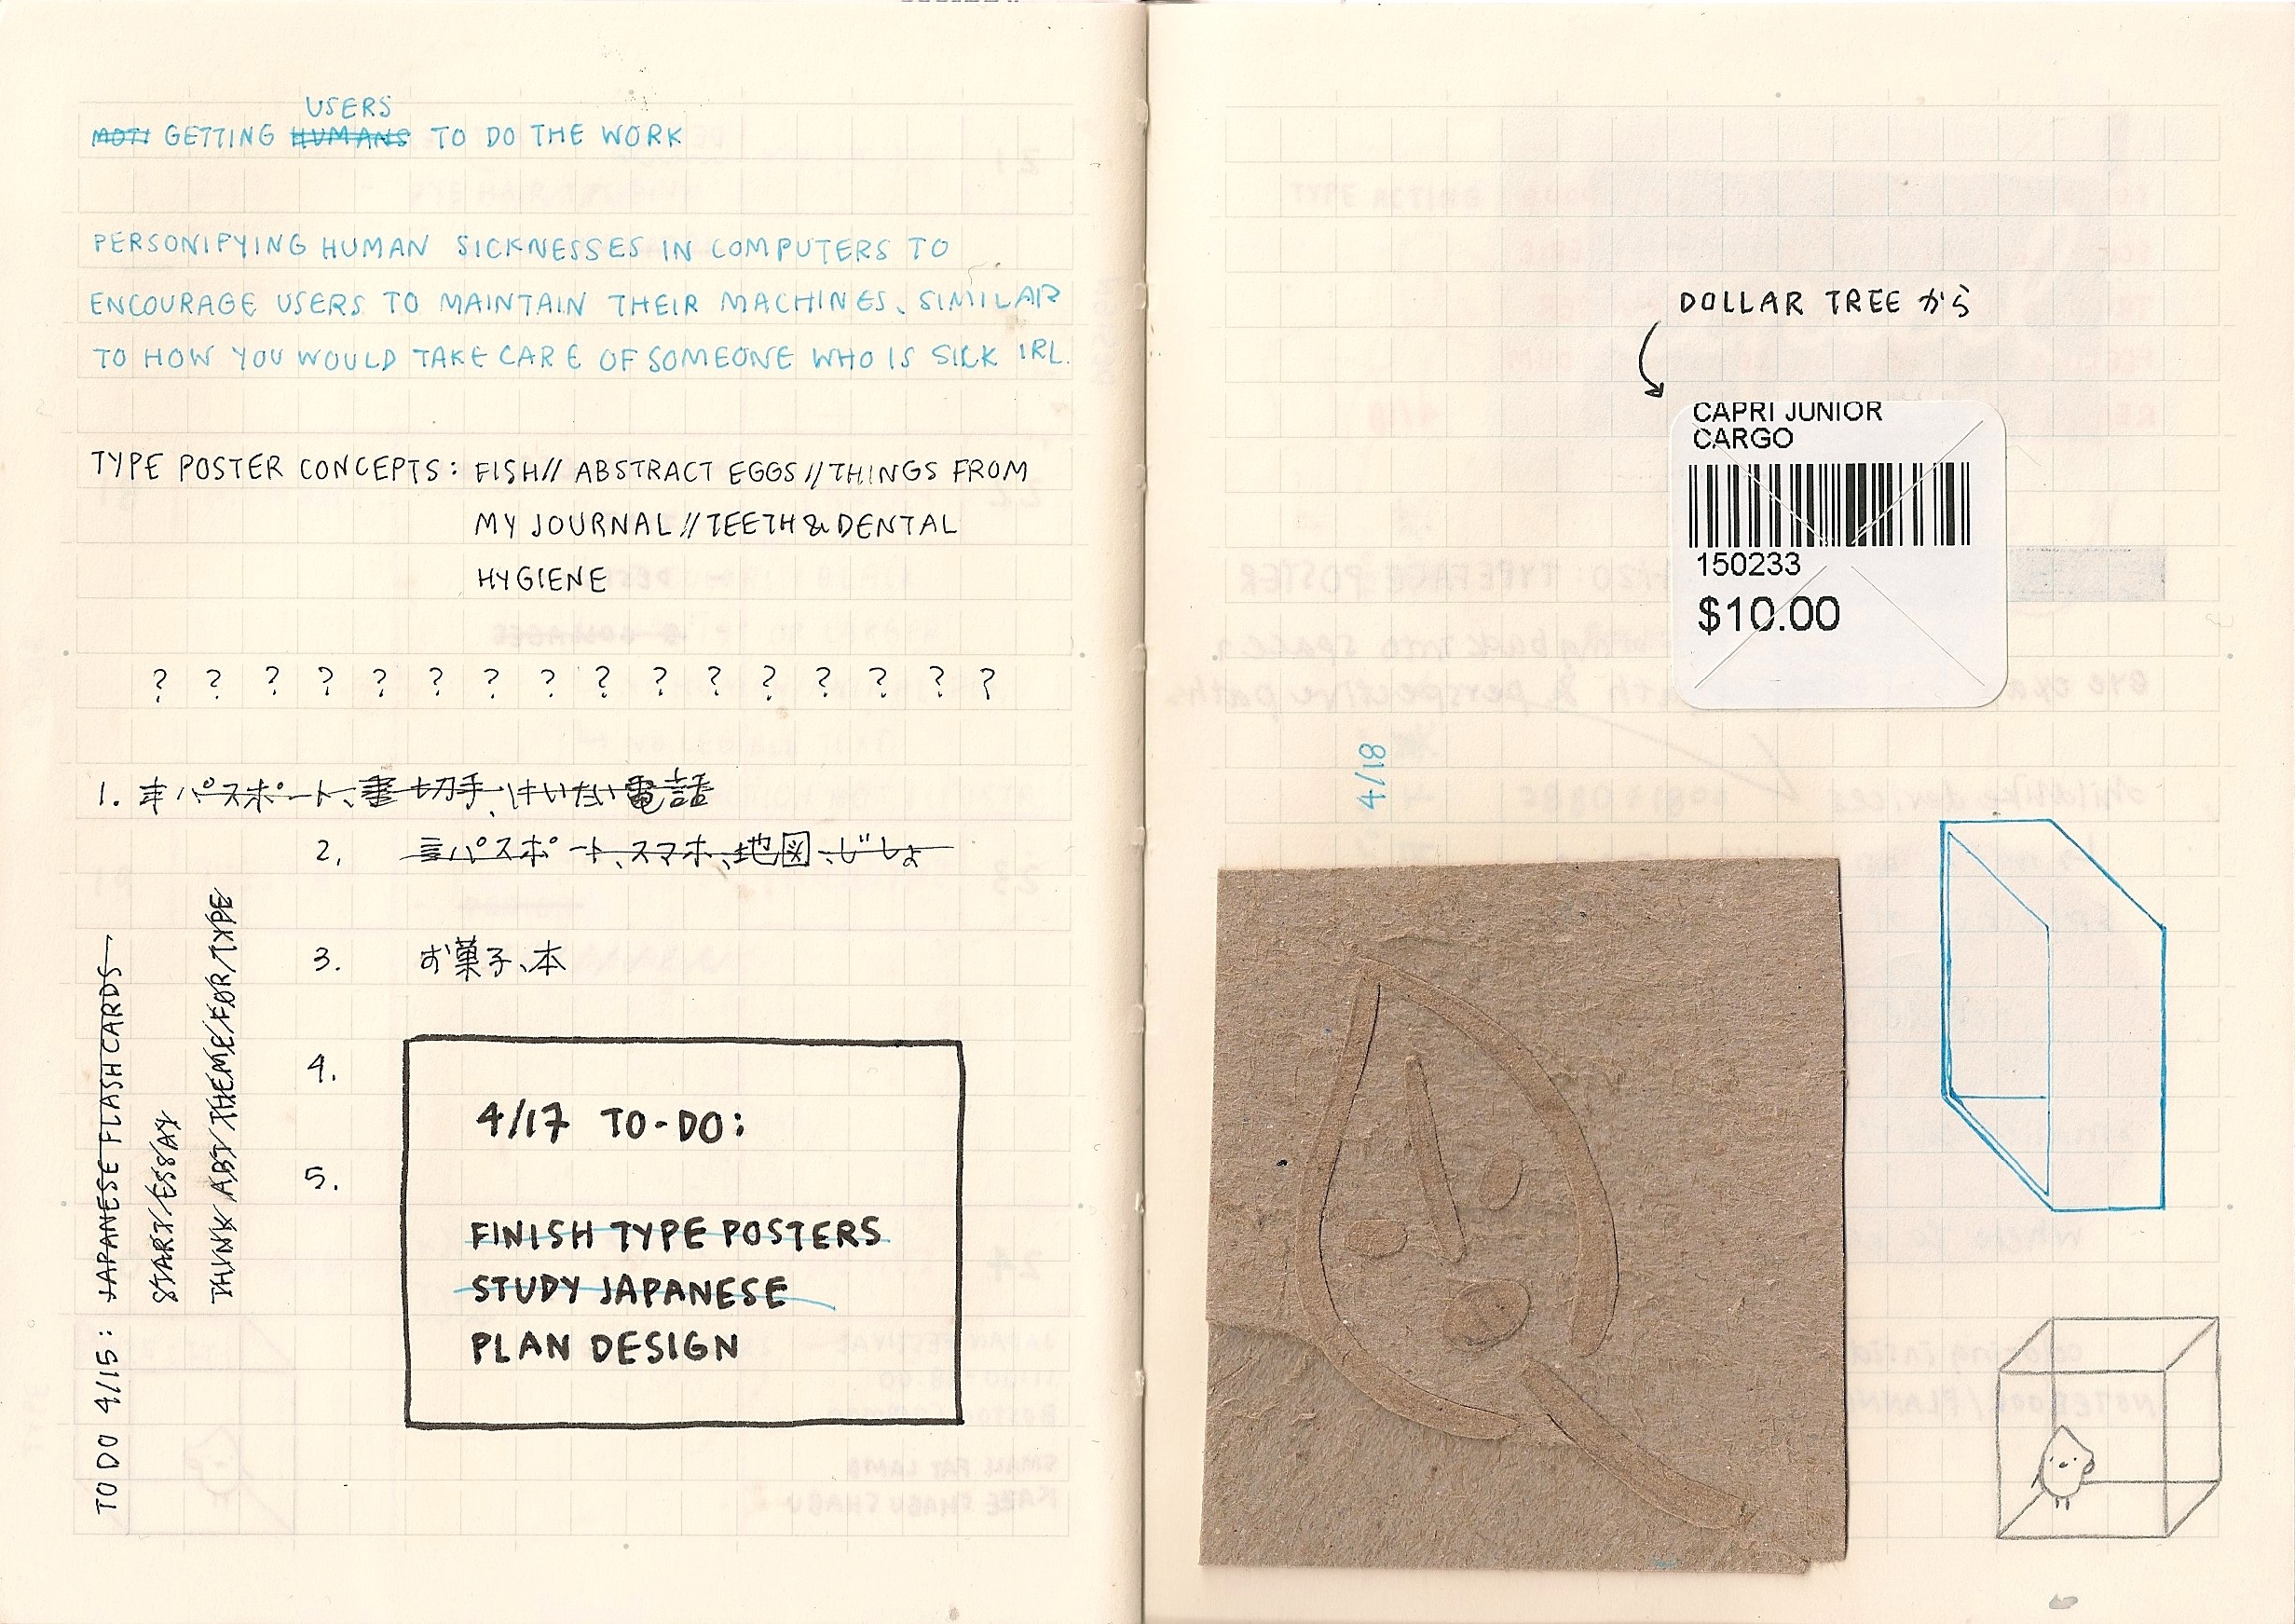 USERS
MOTI GETTING HUMANS TO DO THE WORK
PERSONIFYING HUMAN SICKNESSES IN COMPUTERS TO
ENCOURAGE USERS TO MAINTAIN THEIR MACHINES, SIMILAR
TO HOW YOU WOULD TAKE CARE OF SOMEONE WHO IS SICK IRL.
TYPE POSTER CONCEPTS: FISH// ABSTRACT EGGS//THINGS FROM
MY JOURNAL//TEETH & DENTAL
HYGIENE
? ? ? ? ? ? ? ? ? ? ? ? ? ? ? ?
1. パスポート、切手、けいたい電話
2. パスポート、スマホ、地図、じしょ
3. お菓子、本
4.
5.
TO DO 4/15: JAPANESE FLASHCARDS
START ESSAY
THINK ABT THEME FOR TYPE
4/17 TO-DO:
FINISH TYPE POSTERS
STUDY JAPANESE
PLAN DESIGN
DOLLAR TREE から
CAPRI JUNIOR
CARGO
150233
$10.00
4/18